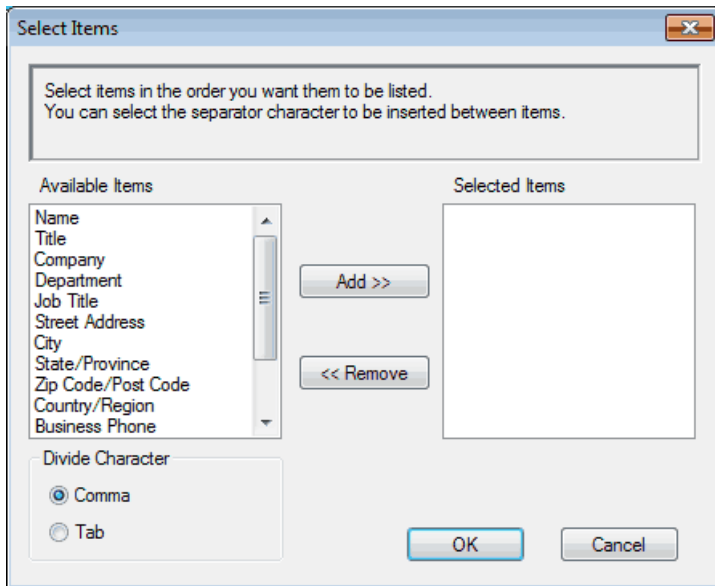 Select Items
Select items in the order you want them to be listed.
You can select the separator character to be inserted between items.
Available Items
Selected Items
Name
Title
Company
Department
Job Title
Street Address
City
State/Province
Zip Code/Post Code
Country/Region
Business Phone
Add >>
<< Remove
Divide Character
Comma
Tab
OK
Cancel